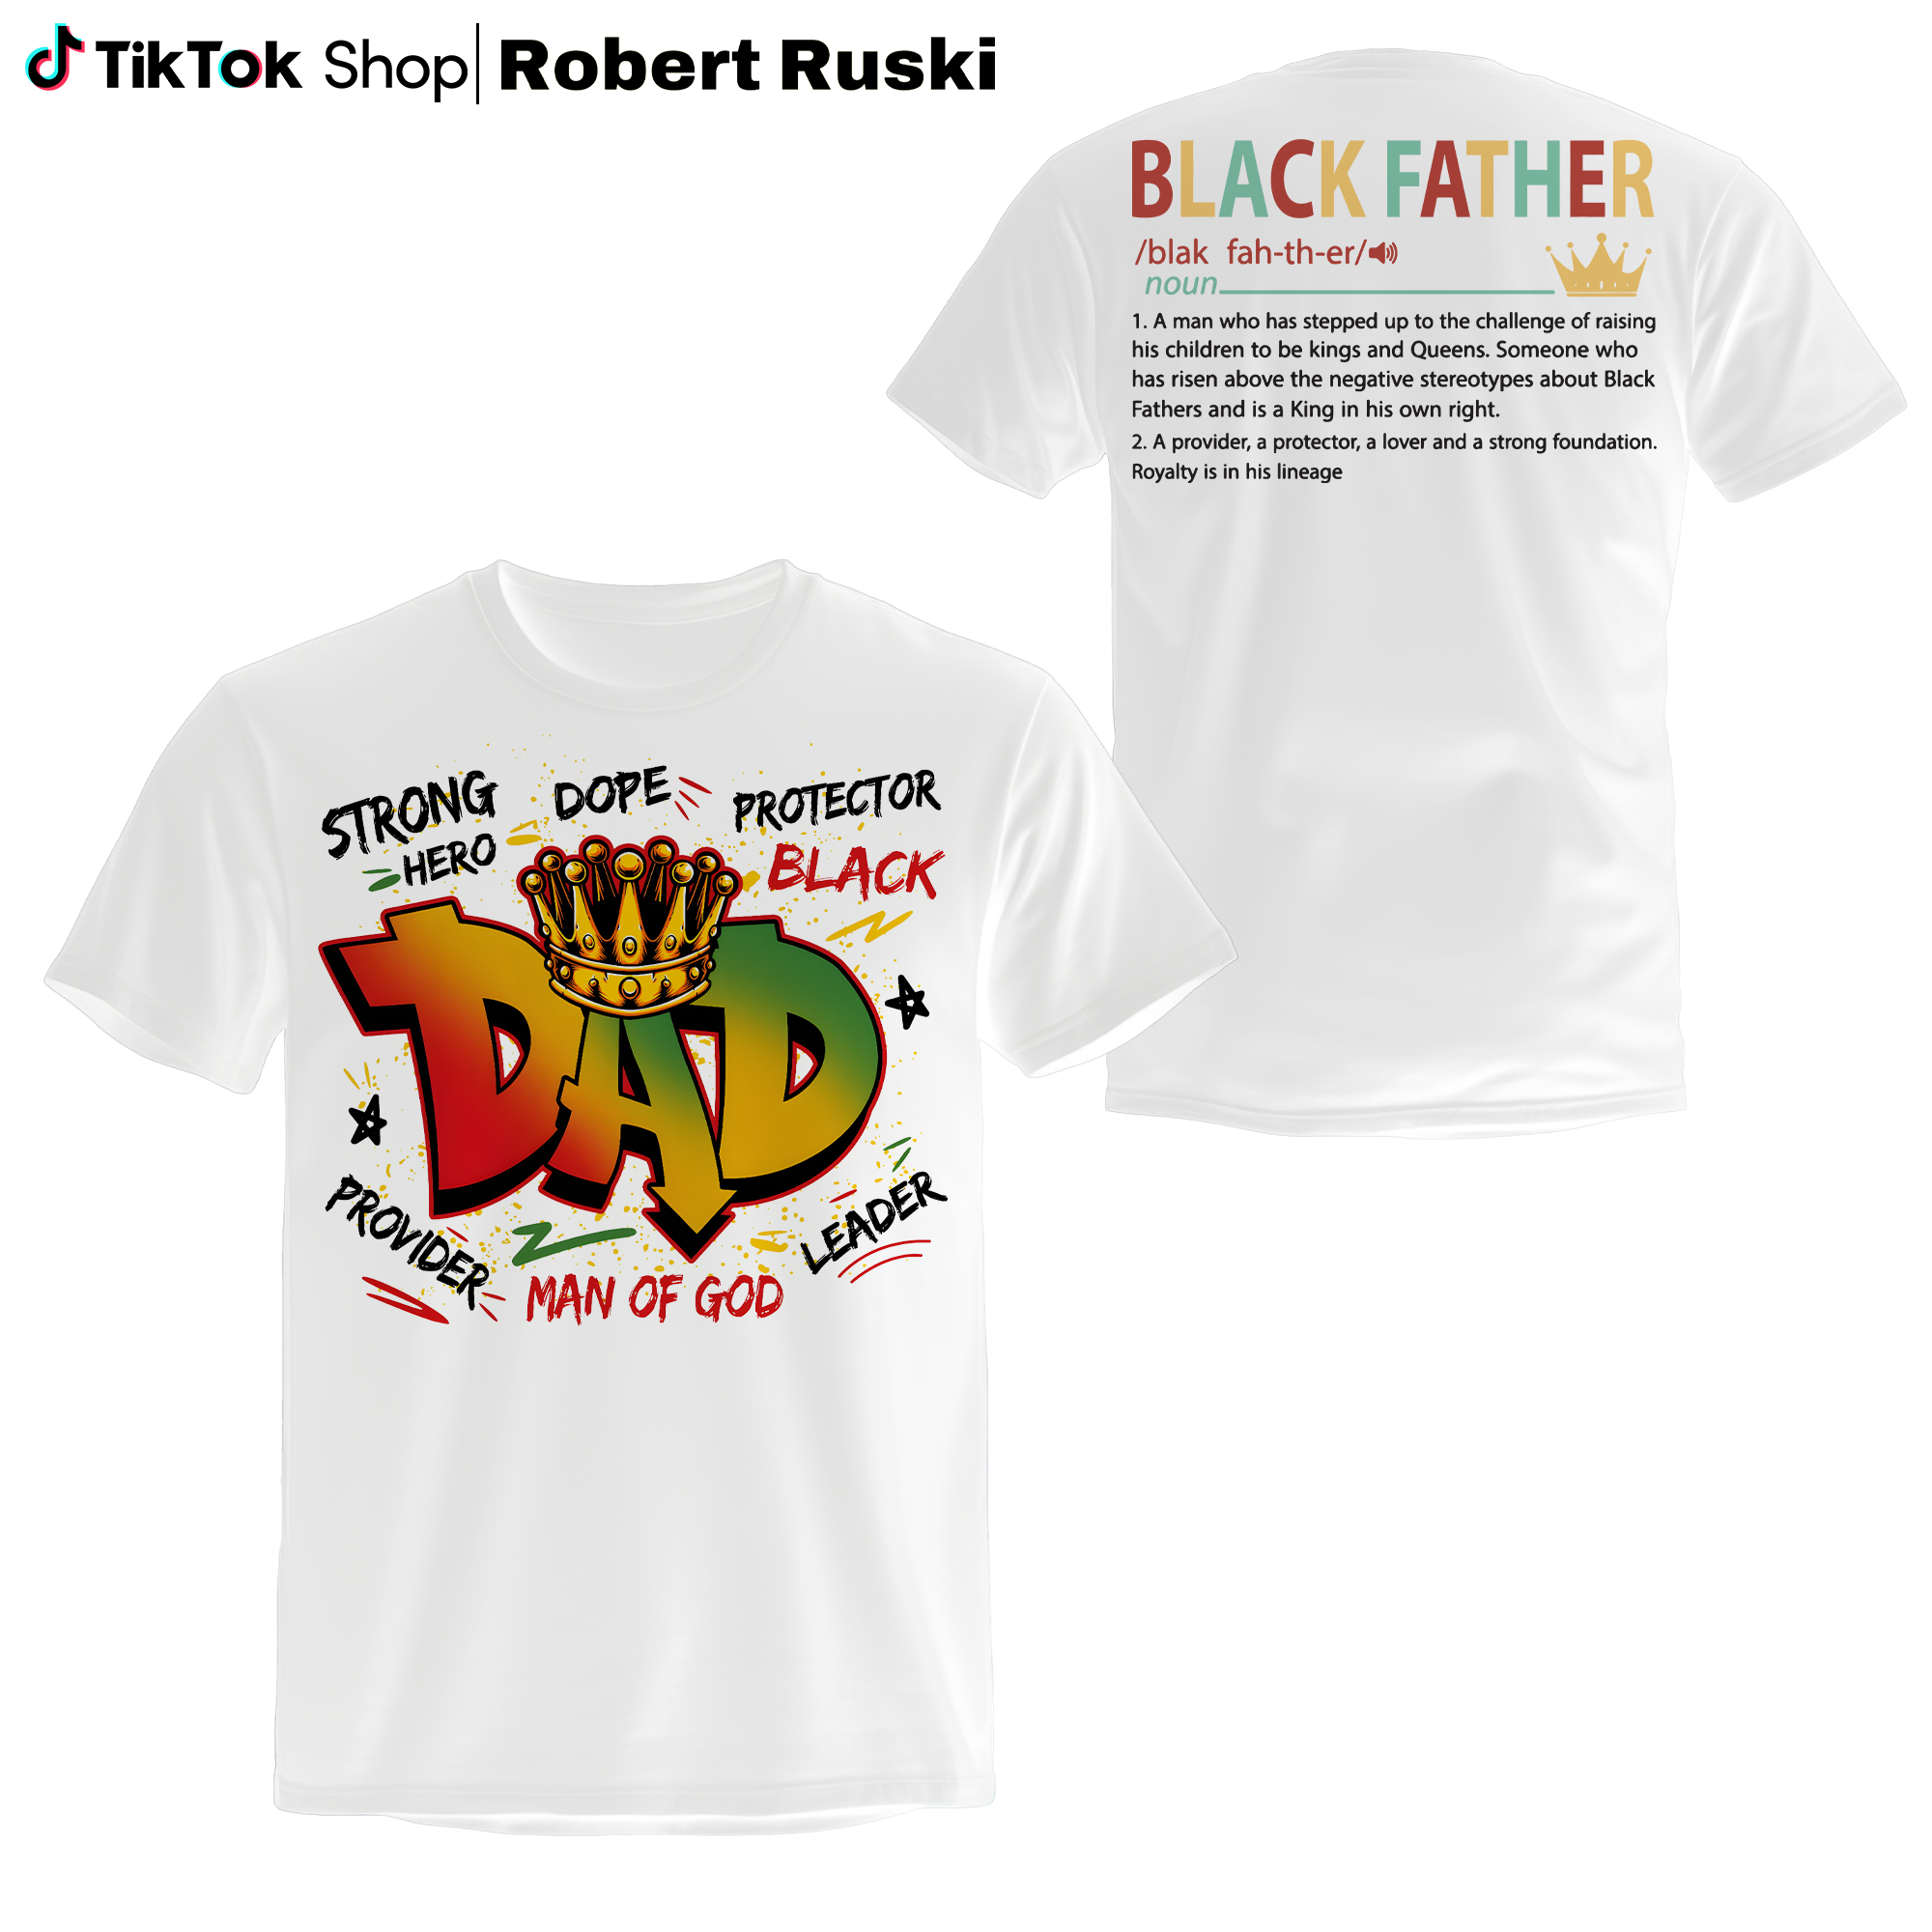 TikTok Shop | Robert Ruski
BLACK FATHER
/blak fah-th-er/
noun
1. A man who has stepped up to the challenge of raising
his children to be kings and Queens. Someone who
has risen above the negative stereotypes about Black
Fathers and is a King in his own right.
2. A provider, a protector, a lover and a strong foundation.
Royalty is in his lineage
STRONG
DOPE
PROTECTOR
HERO
BLACK
DAD
PROVIDER
LEADER
MAN OF GOD